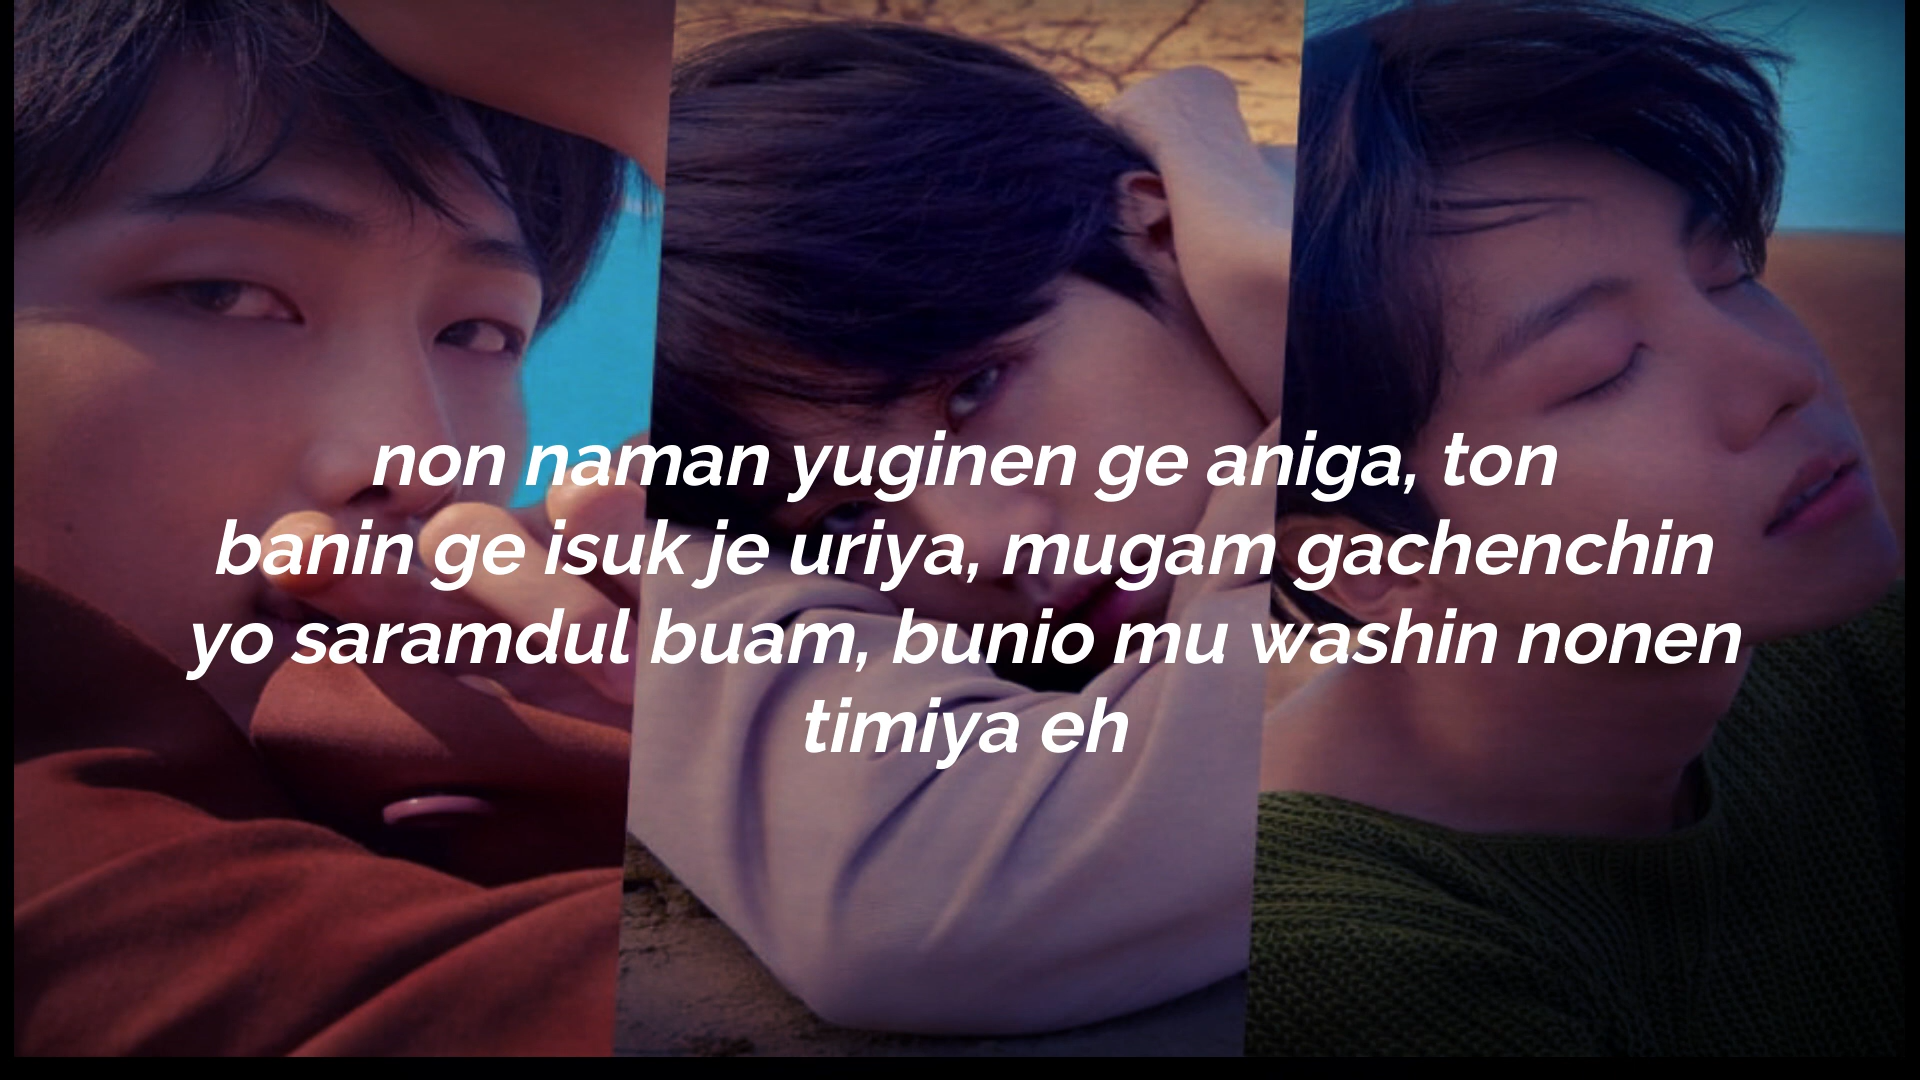 non naman yuginen ge aniga, ton
banin ge isuk je uriya, mugam gachenchin
yo saramdul buam, bunio mu washin nonen
timiya eh